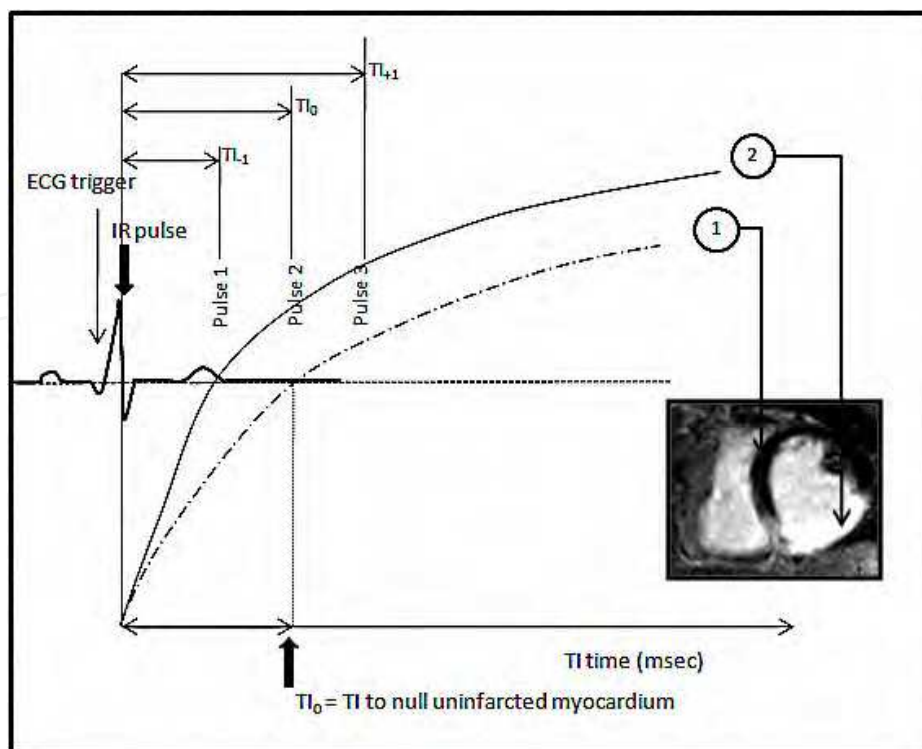 TI+1
TI0
TI-1
ECG trigger
IR pulse
Pulse 1
Pulse 2
Pulse 3
2
1
TI time (msec)
TI0 = TI to null uninfarcted myocardium